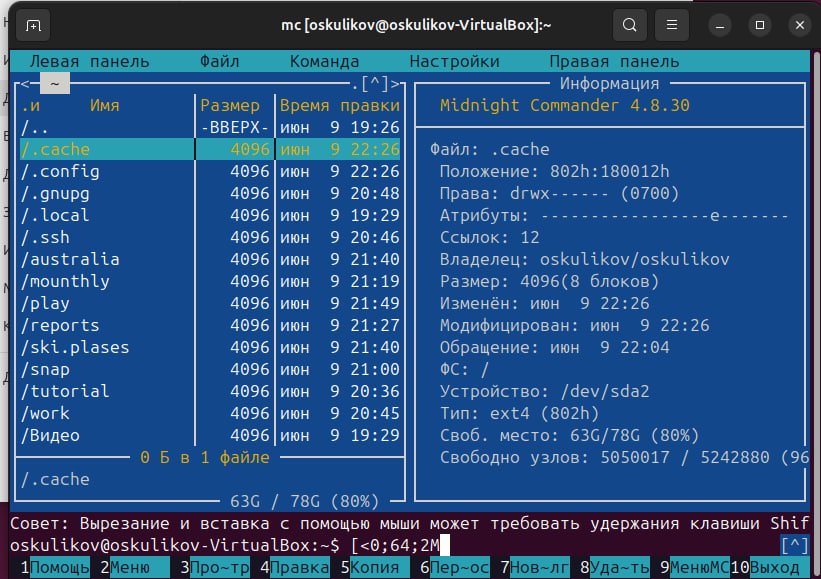 mc [oskulikov@oskulikov-VirtualBox]:~
Левая панель Файл Команда Настройки Правая панель
<- ~ .[^]> Информация
.и Имя Размер Время правки Midnight Commander 4.8.30
/.. -ВВЕРХ- июн 9 19:26
/.cache 4096 июн 9 22:26 Файл: .cache
/.config 4096 июн 9 22:26 Положение: 802h:180012h
/.gnupg 4096 июн 9 20:48 Права: drwx------ (0700)
/.local 4096 июн 9 19:29 Атрибуты: -----------------e-------
/.ssh 4096 июн 9 20:46 Ссылок: 12
/australia 4096 июн 9 21:40 Владелец: oskulikov/oskulikov
/mounthly 4096 июн 9 21:19 Размер: 4096(8 блоков)
/play 4096 июн 9 21:49 Изменён: июн 9 22:26
/reports 4096 июн 9 21:27 Модифицирован: июн 9 22:26
/ski.plases 4096 июн 9 21:40 Обращение: июн 9 22:04
/snap 4096 июн 9 21:00 ФС: /
/tutorial 4096 июн 9 20:36 Устройство: /dev/sda2
/work 4096 июн 9 20:45 Тип: ext4 (802h)
/Видео 4096 июн 9 19:29 Своб. место: 63G/78G (80%)
0 Б в 1 файле Свободно узлов: 5050017 / 5242880 (96
/.cache
63G / 78G (80%)
Совет: Вырезание и вставка с помощью мыши может требовать удержания клавиши Shif
oskulikov@oskulikov-VirtualBox:~$ [<0;64;2M [^]
1Помощь 2Меню 3Про~тр 4Правка 5Копия 6Пер~ос 7Нов~лг 8Уда~ть 9МенюMC 10Выход